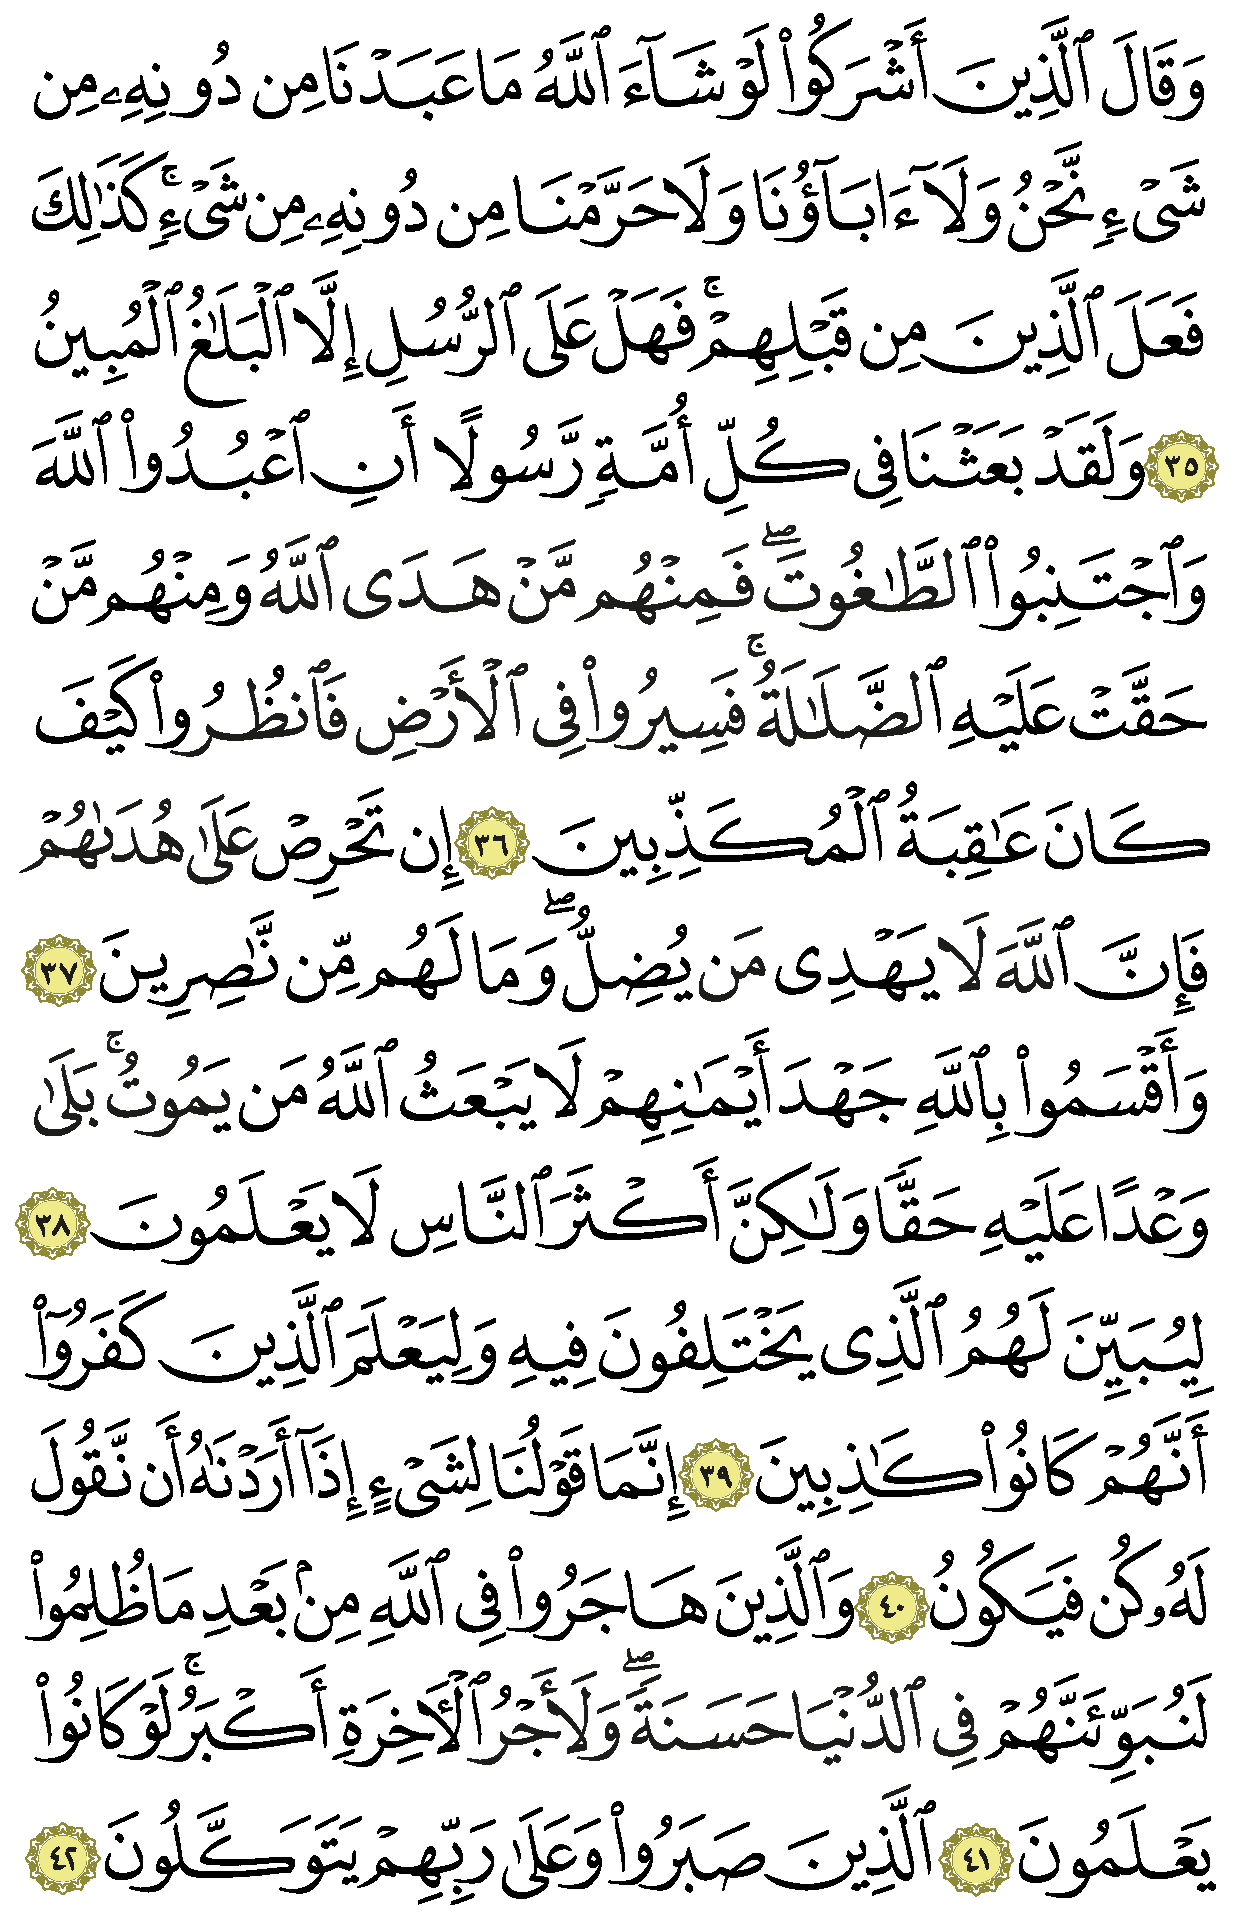 وَقَالَ ٱلَّذِينَ أَشْرَكُوا۟ لَوْ شَآءَ ٱللَّهُ مَا عَبَدْنَا مِن دُونِهِۦ مِن
شَىْءٍ نَّحْنُ وَلَآ ءَابَآؤُنَا وَلَا حَرَّمْنَا مِن دُونِهِۦ مِن شَىْءٍ ۚ كَذَٰلِكَ
فَعَلَ ٱلَّذِينَ مِن قَبْلِهِمْ ۚ فَهَلْ عَلَى ٱلرُّسُلِ إِلَّا ٱلْبَلَـٰغُ ٱلْمُبِينُ
٣٥ وَلَقَدْ بَعَثْنَا فِى كُلِّ أُمَّةٍ رَّسُولًا أَنِ ٱعْبُدُوا۟ ٱللَّهَ
وَٱجْتَنِبُوا۟ ٱلطَّـٰغُوتَ ۖ فَمِنْهُم مَّنْ هَدَى ٱللَّهُ وَمِنْهُم مَّنْ
حَقَّتْ عَلَيْهِ ٱلضَّلَـٰلَةُ ۚ فَسِيرُوا۟ فِى ٱلْأَرْضِ فَٱنظُرُوا۟ كَيْفَ
كَانَ عَـٰقِبَةُ ٱلْمُكَذِّبِينَ ٣٦ إِن تَحْرِصْ عَلَىٰ هُدَىٰهُمْ
فَإِنَّ ٱللَّهَ لَا يَهْدِى مَن يُضِلُّ ۖ وَمَا لَهُم مِّن نَّـٰصِرِينَ ٣٧
وَأَقْسَمُوا۟ بِٱللَّهِ جَهْدَ أَيْمَـٰنِهِمْ لَا يَبْعَثُ ٱللَّهُ مَن يَمُوتُ ۚ بَلَىٰ
وَعْدًا عَلَيْهِ حَقًّا وَلَـٰكِنَّ أَكْثَرَ ٱلنَّاسِ لَا يَعْلَمُونَ ٣٨
لِيُبَيِّنَ لَهُمُ ٱلَّذِى يَخْتَلِفُونَ فِيهِ وَلِيَعْلَمَ ٱلَّذِينَ كَفَرُوٓا۟
أَنَّهُمْ كَانُوا۟ كَـٰذِبِينَ ٣٩ إِنَّمَا قَوْلُنَا لِشَىْءٍ إِذَآ أَرَدْنَـٰهُ أَن نَّقُولَ
لَهُۥ كُن فَيَكُونُ ٤٠ وَٱلَّذِينَ هَاجَرُوا۟ فِى ٱللَّهِ مِنۢ بَعْدِ مَا ظُلِمُوا۟
لَنُبَوِّئَنَّهُمْ فِى ٱلدُّنْيَا حَسَنَةً ۖ وَلَأَجْرُ ٱلْـَٔاخِرَةِ أَكْبَرُ ۚ لَوْ كَانُوا۟
يَعْلَمُونَ ٤١ ٱلَّذِينَ صَبَرُوا۟ وَعَلَىٰ رَبِّهِمْ يَتَوَكَّلُونَ ٤٢